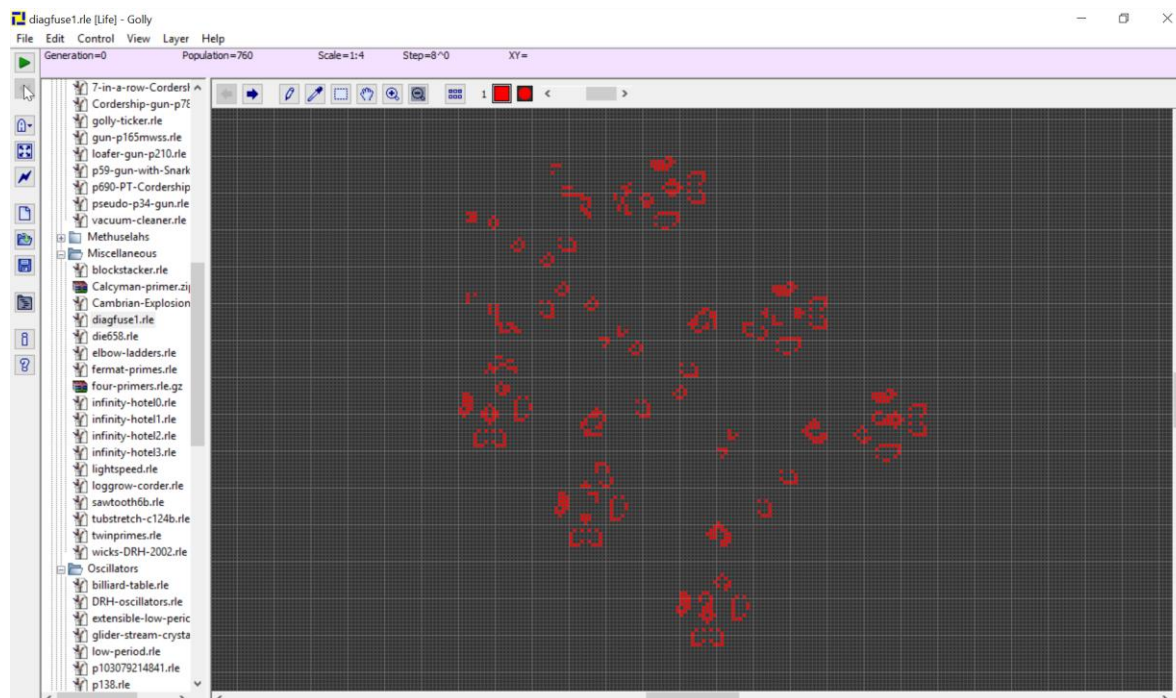 diagfuse1.rle [Life] - Golly
File Edit Control View Layer Help
Generation=0 Population=760 Scale=1:4 Step=8^0 XY=
1
7-in-a-row-Cordersh
Cordership-gun-p78
golly-ticker.rle
gun-p165mwss.rle
loafer-gun-p210.rle
p59-gun-with-Snark
p690-PT-Cordership
pseudo-p34-gun.rle
vacuum-cleaner.rle
Methuselahs
Miscellaneous
blockstacker.rle
Calcyman-primer.zip
Cambrian-Explosion
diagfuse1.rle
die658.rle
elbow-ladders.rle
fermat-primes.rle
four-primers.rle.gz
infinity-hotel0.rle
infinity-hotel1.rle
infinity-hotel2.rle
infinity-hotel3.rle
lightspeed.rle
loggrow-corder.rle
sawtooth6b.rle
tubstretch-c124b.rle
twinprimes.rle
wicks-DRH-2002.rle
Oscillators
billiard-table.rle
DRH-oscillators.rle
extensible-low-peric
glider-stream-crysta
low-period.rle
p103079214841.rle
p138.rle